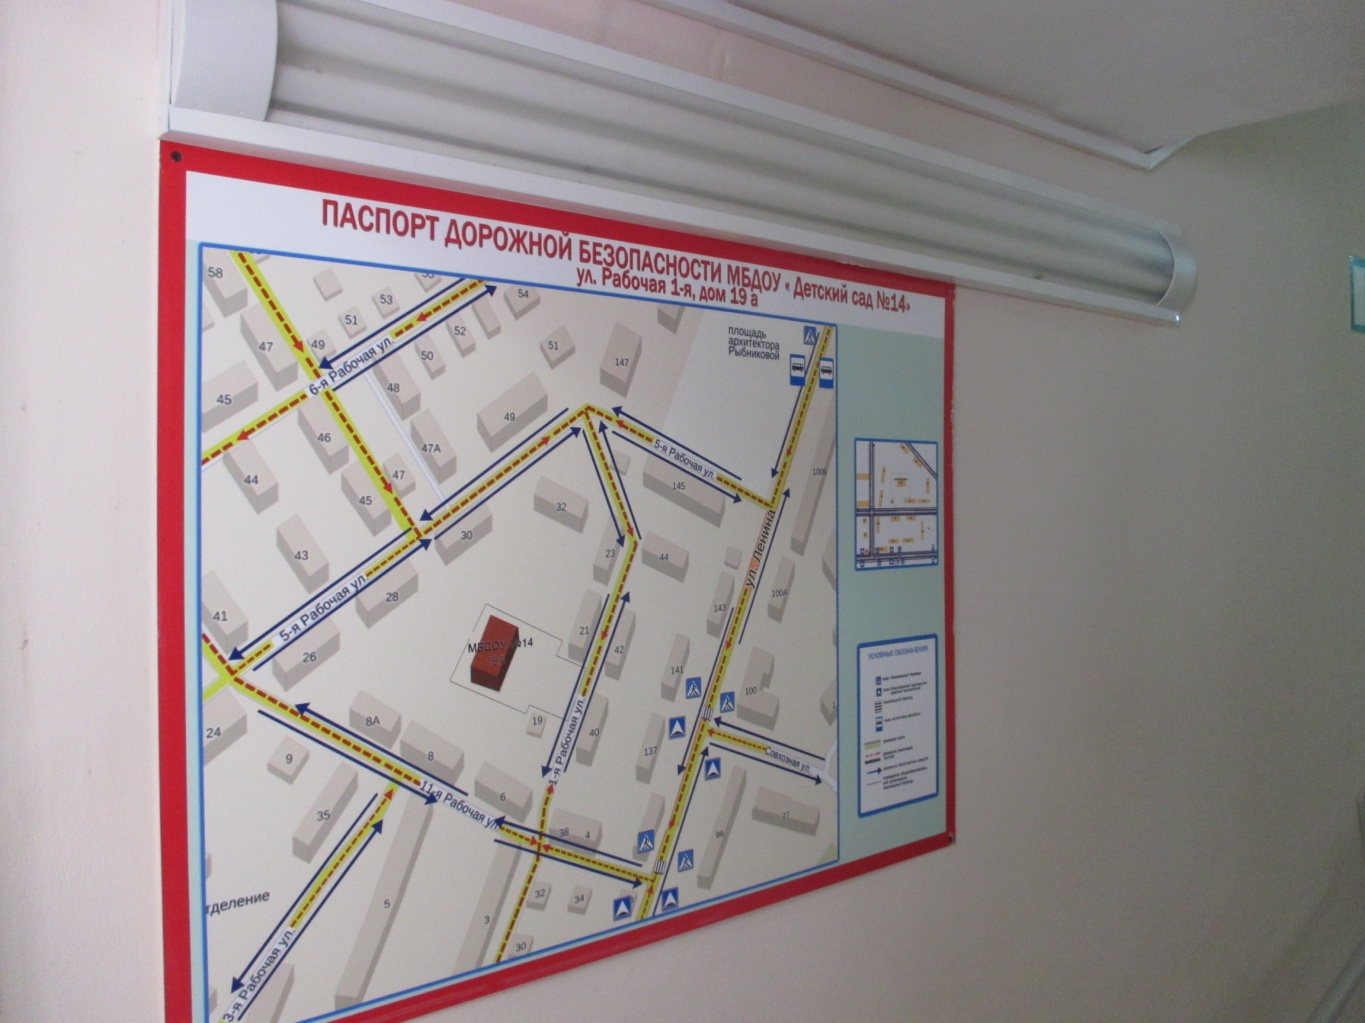 ПАСПОРТ ДОРОЖНОЙ БЕЗОПАСНОСТИ МБДОУ « Детский сад №14»
ул. Рабочая 1-я, дом 19 а
58
53
54
51
52
49
6-я Рабочая ул.
50
51
147
площадь
архитектора
Рыбниковой
47
48
45
46
49
47А
44
47
45
5-я Рабочая ул.
145
100Б
32
30
43
23
44
ул. Ленина
28
5-я Рабочая ул.
41
26
МБДОУ №14
21
42
143
100А
141
100
24
8А
19
40
137
1-я Рабочая ул.
Совхозная ул.
9
8
11-я Рабочая ул.
6
35
38
4
17
5
32
34
3
30
тделение
3-я Рабочая ул.
УСЛОВНЫЕ ОБОЗНАЧЕНИЯ